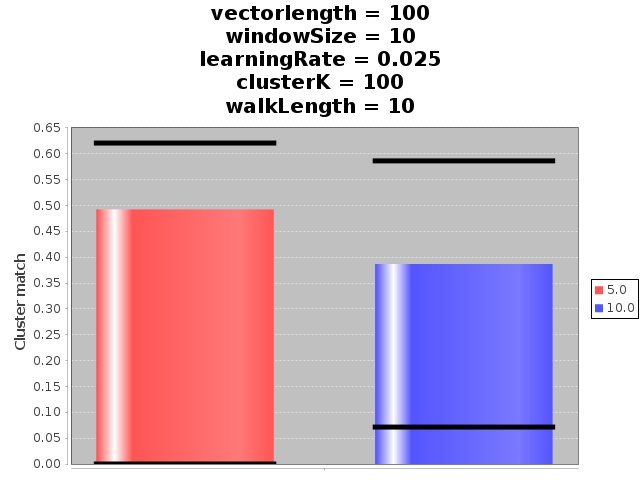 vectorlength = 100
windowSize = 10
learningRate = 0.025
clusterK = 100
walkLength = 10
0.65
0.60
0.55
0.50
0.45
0.40
0.35
0.30
0.25
0.20
0.15
0.10
0.05
0.00
Cluster match
5.0
10.0